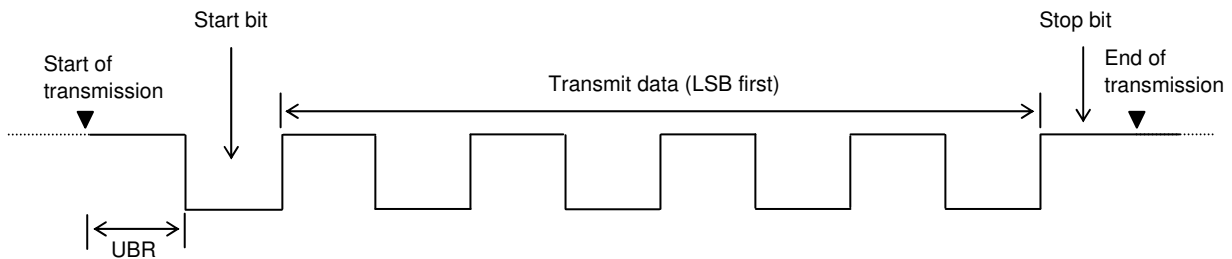 Start bit
Stop bit
Start of
transmission
Transmit data (LSB first)
End of
transmission
UBR